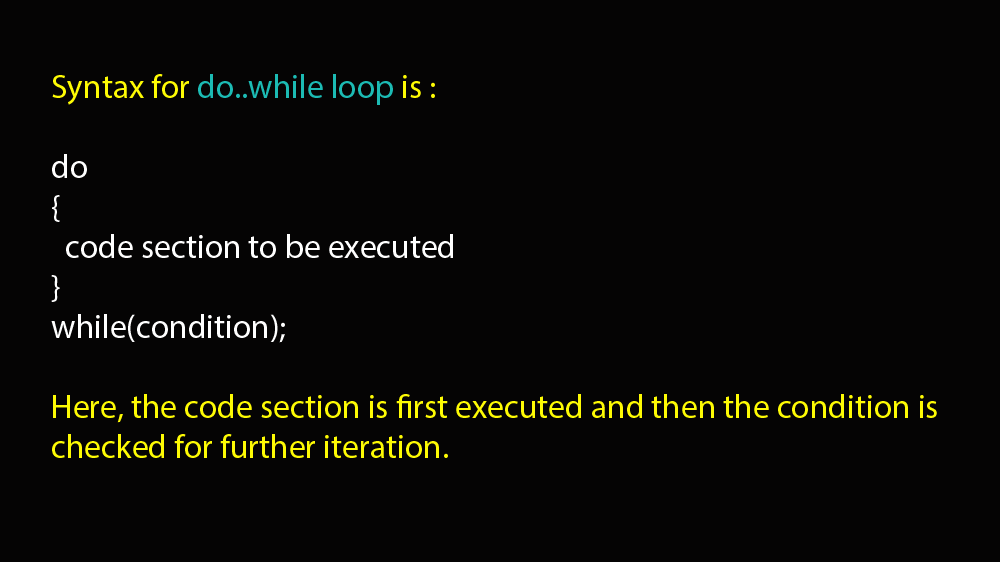 Syntax for do..while loop is :
do
{
code section to be executed
}
while(condition);
Here, the code section is first executed and then the condition is
checked for further iteration.